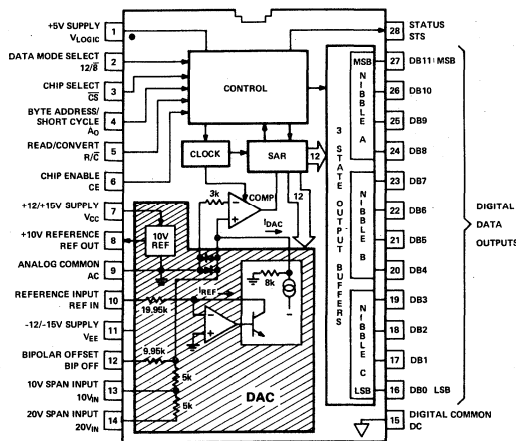 +5V SUPPLY
VLOGIC
1
DATA MODE SELECT
12/8̅
2
CHIP SELECT
C̅S̅
3
BYTE ADDRESS/
SHORT CYCLE
A0
4
READ/CONVERT
R/C̅
5
CHIP ENABLE
CE
6
+12/+15V SUPPLY
VCC
7
+10V REFERENCE
REF OUT
8
ANALOG COMMON
AC
9
REFERENCE INPUT
REF IN
10
-12/-15V SUPPLY
VEE
11
BIPOLAR OFFSET
BIP OFF
12
10V SPAN INPUT
10VIN
13
20V SPAN INPUT
20VIN
14
CONTROL
CLOCK
SAR
12
3k
COMP
12
IDAC
10V
REF
8k
IREF
19.95k
9.95k
5k
5k
DAC
3 STATE OUTPUT BUFFERS
MSB
NIBBLE A
NIBBLE B
NIBBLE C
LSB
28
STATUS
STS
27
DB11 MSB
26
DB10
25
DB9
24
DB8
23
DB7
22
DB6
21
DB5
20
DB4
19
DB3
18
DB2
17
DB1
16
DB0 LSB
15
DIGITAL COMMON
DC
DIGITAL
DATA
OUTPUTS